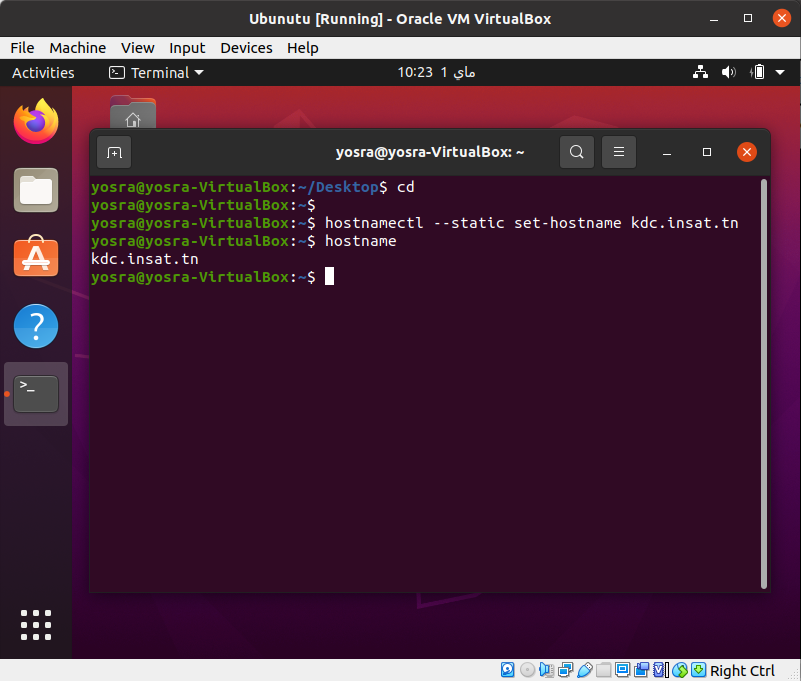 Ubunutu [Running] - Oracle VM VirtualBox
File Machine View Input Devices Help
Activities Terminal 10:23 1 ماي
yosra@yosra-VirtualBox: ~
yosra@yosra-VirtualBox:~/Desktop$ cd
yosra@yosra-VirtualBox:~$
yosra@yosra-VirtualBox:~$ hostnamectl --static set-hostname kdc.insat.tn
yosra@yosra-VirtualBox:~$ hostname
kdc.insat.tn
yosra@yosra-VirtualBox:~$
Right Ctrl